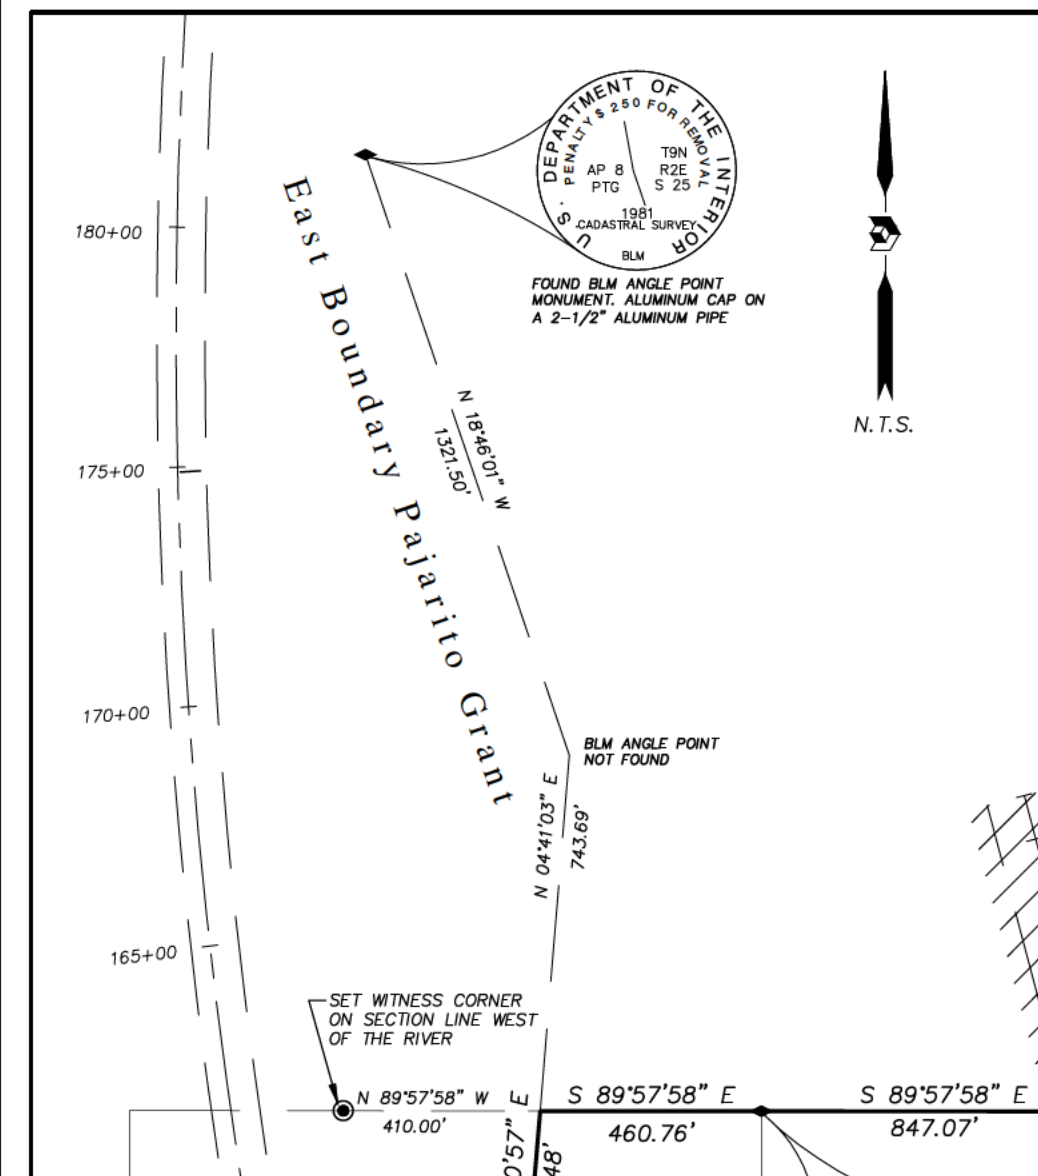 U.S. DEPARTMENT OF THE INTERIOR
PENALTY $ 250 FOR REMOVAL
AP 8
PTG
T9N
R2E
S 25
1981
CADASTRAL SURVEY
BLM
FOUND BLM ANGLE POINT
MONUMENT. ALUMINUM CAP ON
A 2-1/2" ALUMINUM PIPE
N.T.S.
East Boundary Pajarito Grant
180+00
175+00
170+00
165+00
N 18°46'01" W
1321.50'
BLM ANGLE POINT
NOT FOUND
N 04°41'03" E
743.69'
SET WITNESS CORNER
ON SECTION LINE WEST
OF THE RIVER
N 89°57'58" W
410.00'
S 89°57'58" E
460.76'
S 89°57'58" E
847.07'
0'57" E
48'